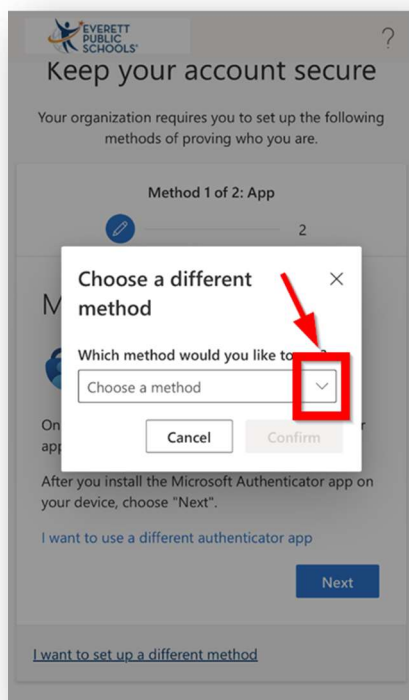 EVERETT
PUBLIC
SCHOOLS
?
Keep your account secure
Your organization requires you to set up the following
methods of proving who you are.
Method 1 of 2: App
2
Choose a different
method
Which method would you like to
Choose a method
Cancel
Confirm
On
app
After you install the Microsoft Authenticator app on
your device, choose "Next".
I want to use a different authenticator app
Next
I want to set up a different method